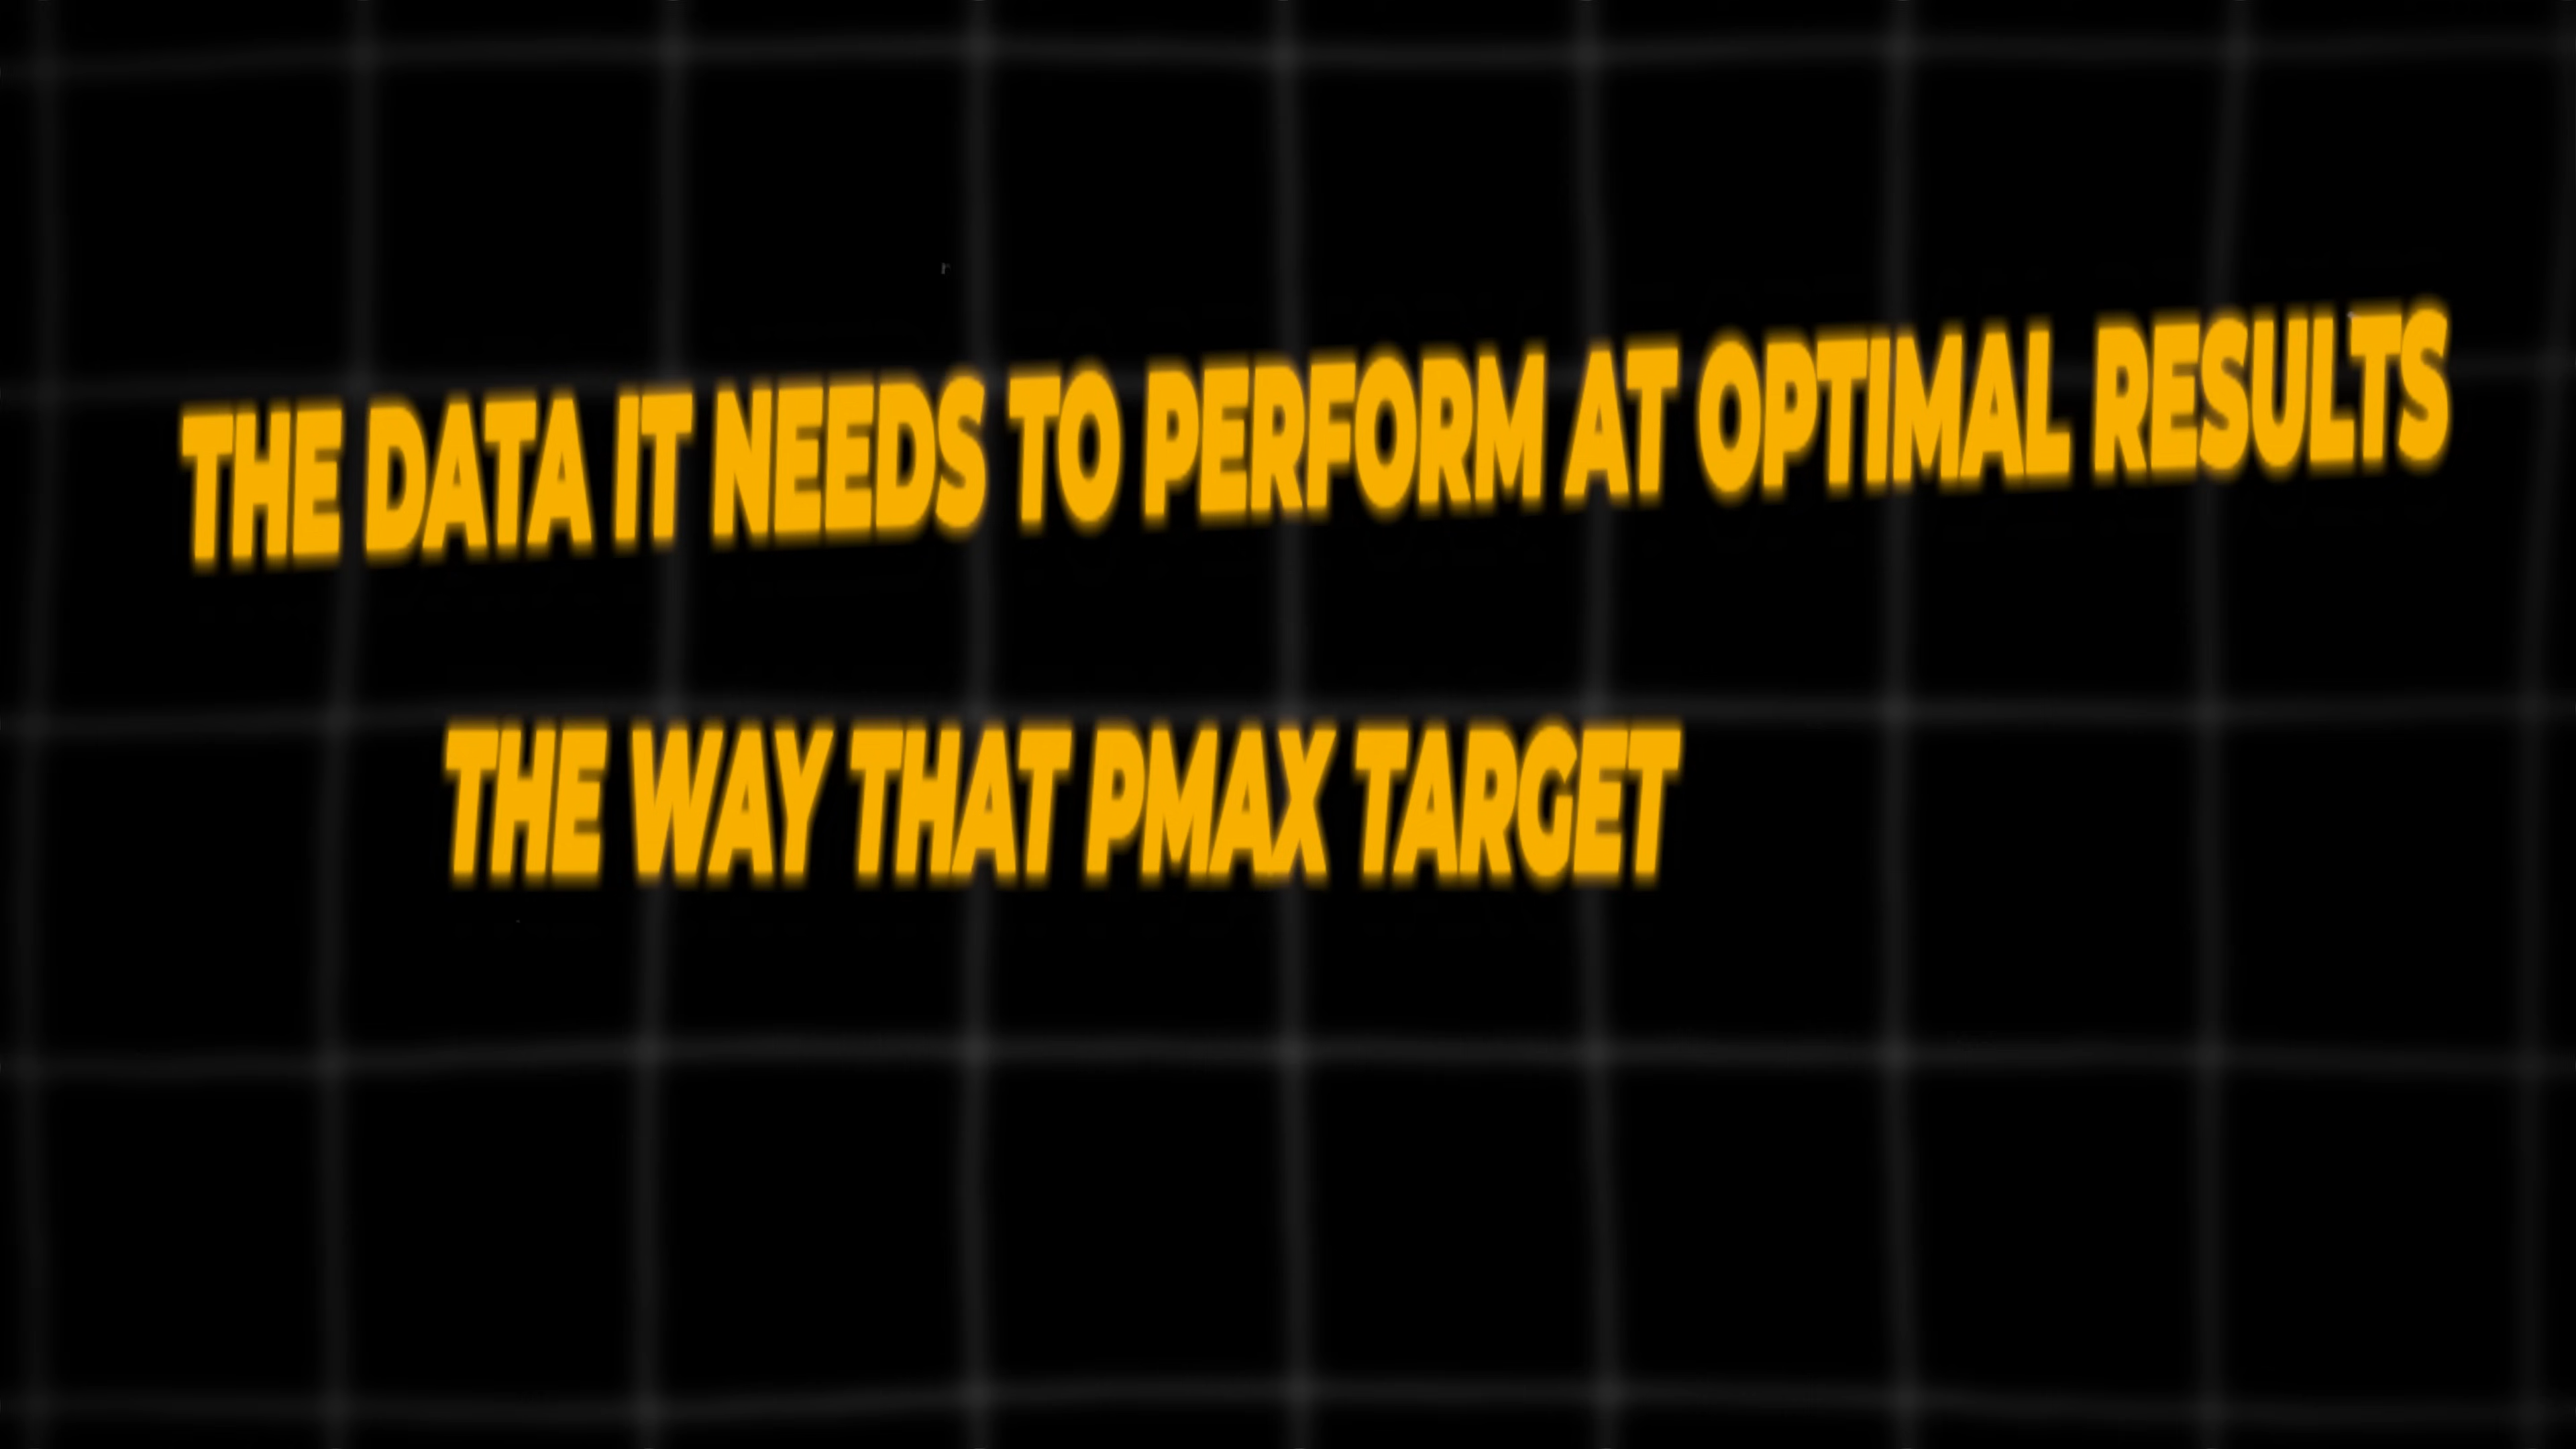 THE DATA IT NEEDS TO PERFORM AT OPTIMAL RESULTS
THE WAY THAT PMAX TARGET